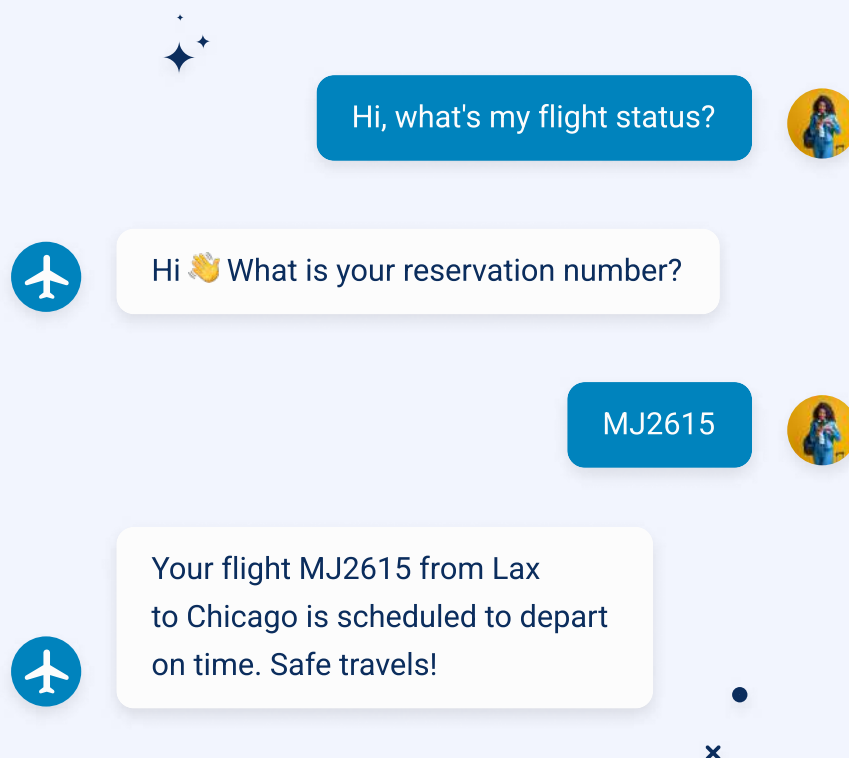 Hi, what's my flight status?
Hi 👋 What is your reservation number?
MJ2615
Your flight MJ2615 from Lax
to Chicago is scheduled to depart
on time. Safe travels!